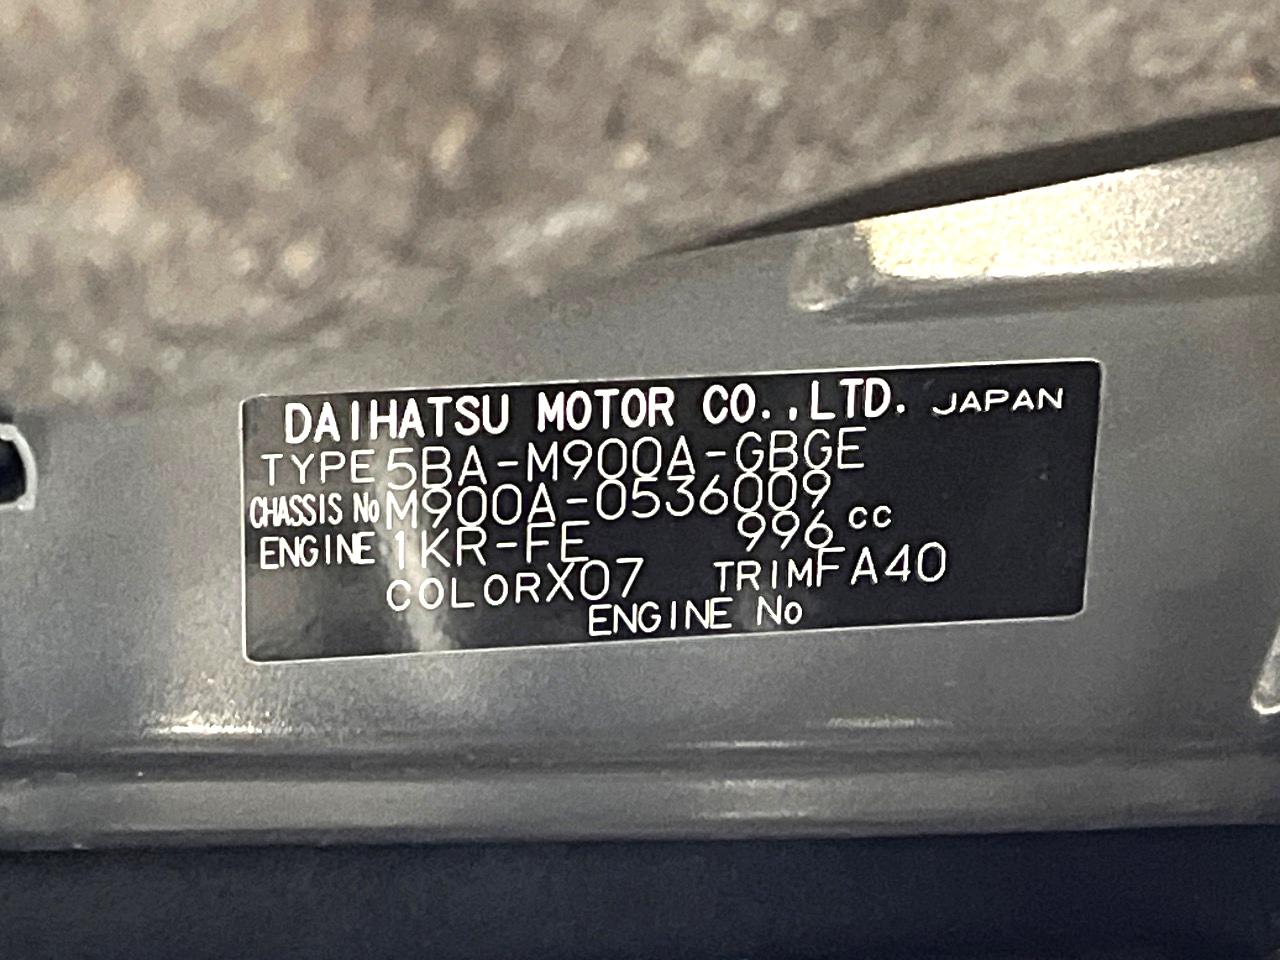 DAIHATSU MOTOR CO.,LTD. JAPAN
TYPE 5BA-M900A-GBGE
CHASSIS No M900A-0536009
ENGINE 1KR-FE 996 cc
COLOR X07 TRIM FA40
ENGINE No